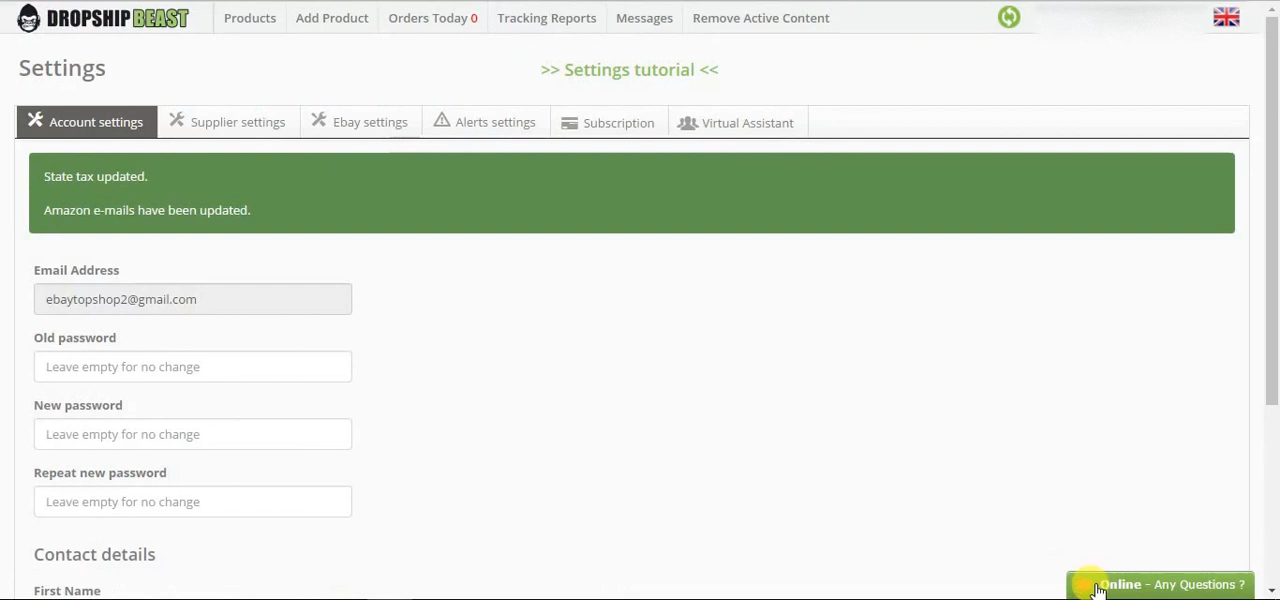 DROPSHIP BEAST Products Add Product Orders Today 0 Tracking Reports Messages Remove Active Content
Settings
>> Settings tutorial <<
Account settings Supplier settings Ebay settings Alerts settings Subscription Virtual Assistant
State tax updated.
Amazon e-mails have been updated.
Email Address
ebaytopshop2@gmail.com
Old password
Leave empty for no change
New password
Leave empty for no change
Repeat new password
Leave empty for no change
Contact details
First Name
Online - Any Questions ?